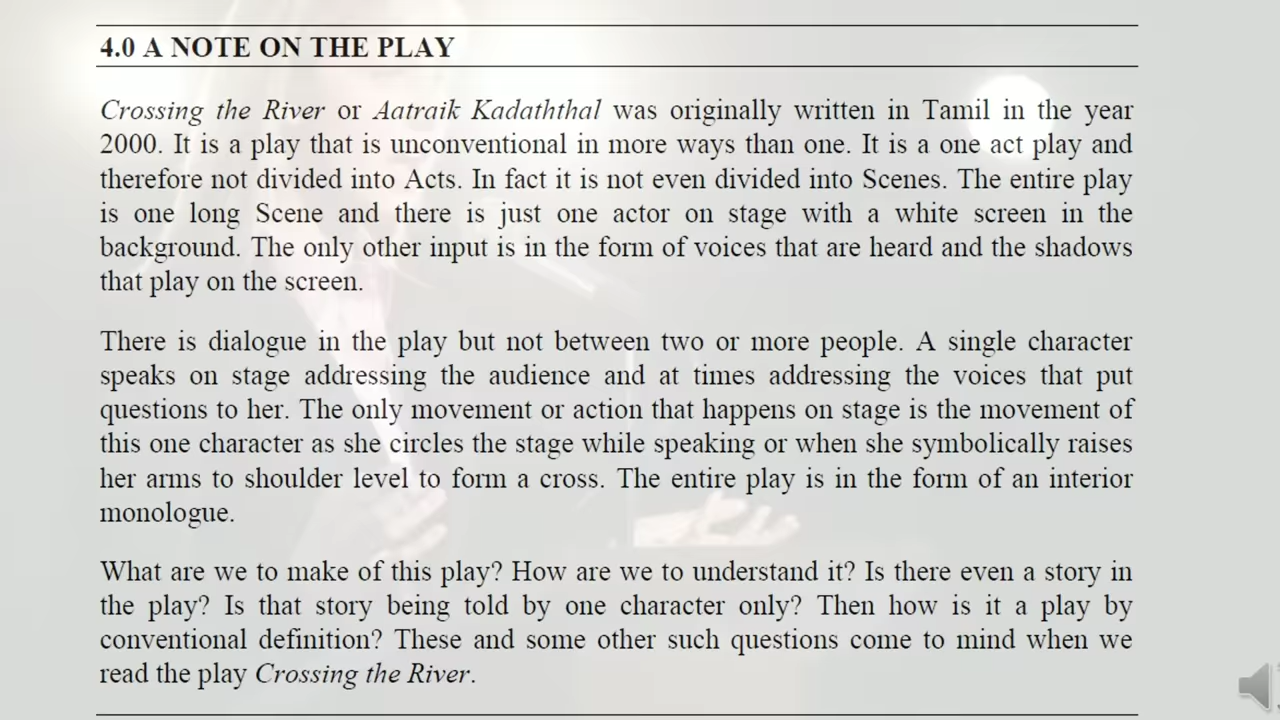 4.0 A NOTE ON THE PLAY
Crossing the River or Aatraik Kadaththal was originally written in Tamil in the year
2000. It is a play that is unconventional in more ways than one. It is a one act play and
therefore not divided into Acts. In fact it is not even divided into Scenes. The entire play
is one long Scene and there is just one actor on stage with a white screen in the
background. The only other input is in the form of voices that are heard and the shadows
that play on the screen.
There is dialogue in the play but not between two or more people. A single character
speaks on stage addressing the audience and at times addressing the voices that put
questions to her. The only movement or action that happens on stage is the movement of
this one character as she circles the stage while speaking or when she symbolically raises
her arms to shoulder level to form a cross. The entire play is in the form of an interior
monologue.
What are we to make of this play? How are we to understand it? Is there even a story in
the play? Is that story being told by one character only? Then how is it a play by
conventional definition? These and some other such questions come to mind when we
read the play Crossing the River.